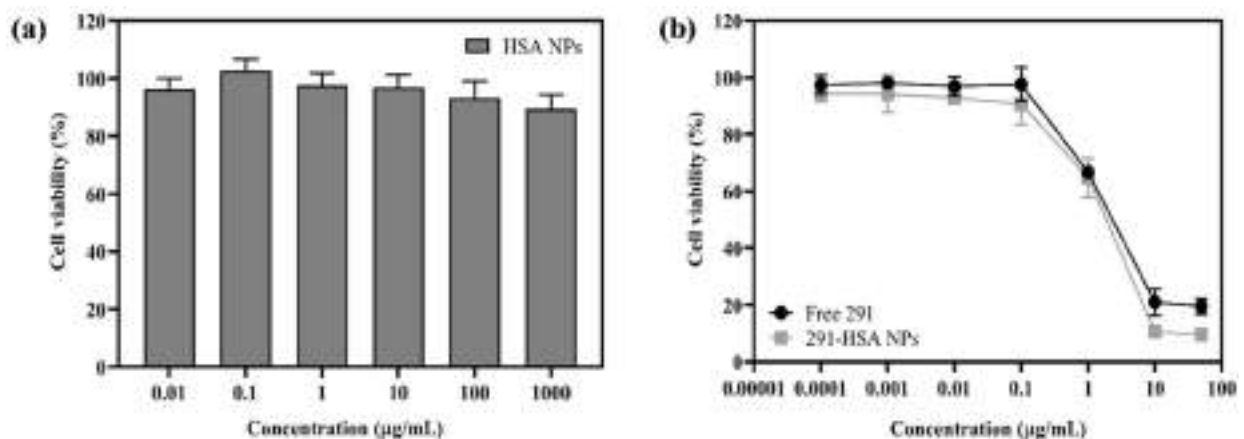 (a)
120
100
80
60
40
20
0
Cell viability (%)
HSA NPs
0.01 0.1 1 10 100 1000
Concentration (μg/mL)
(b)
120
100
80
60
40
20
0
Cell viability (%)
Free 291
291-HSA NPs
0.00001 0.0001 0.001 0.01 0.1 1 10 100
Concentration (μg/mL)